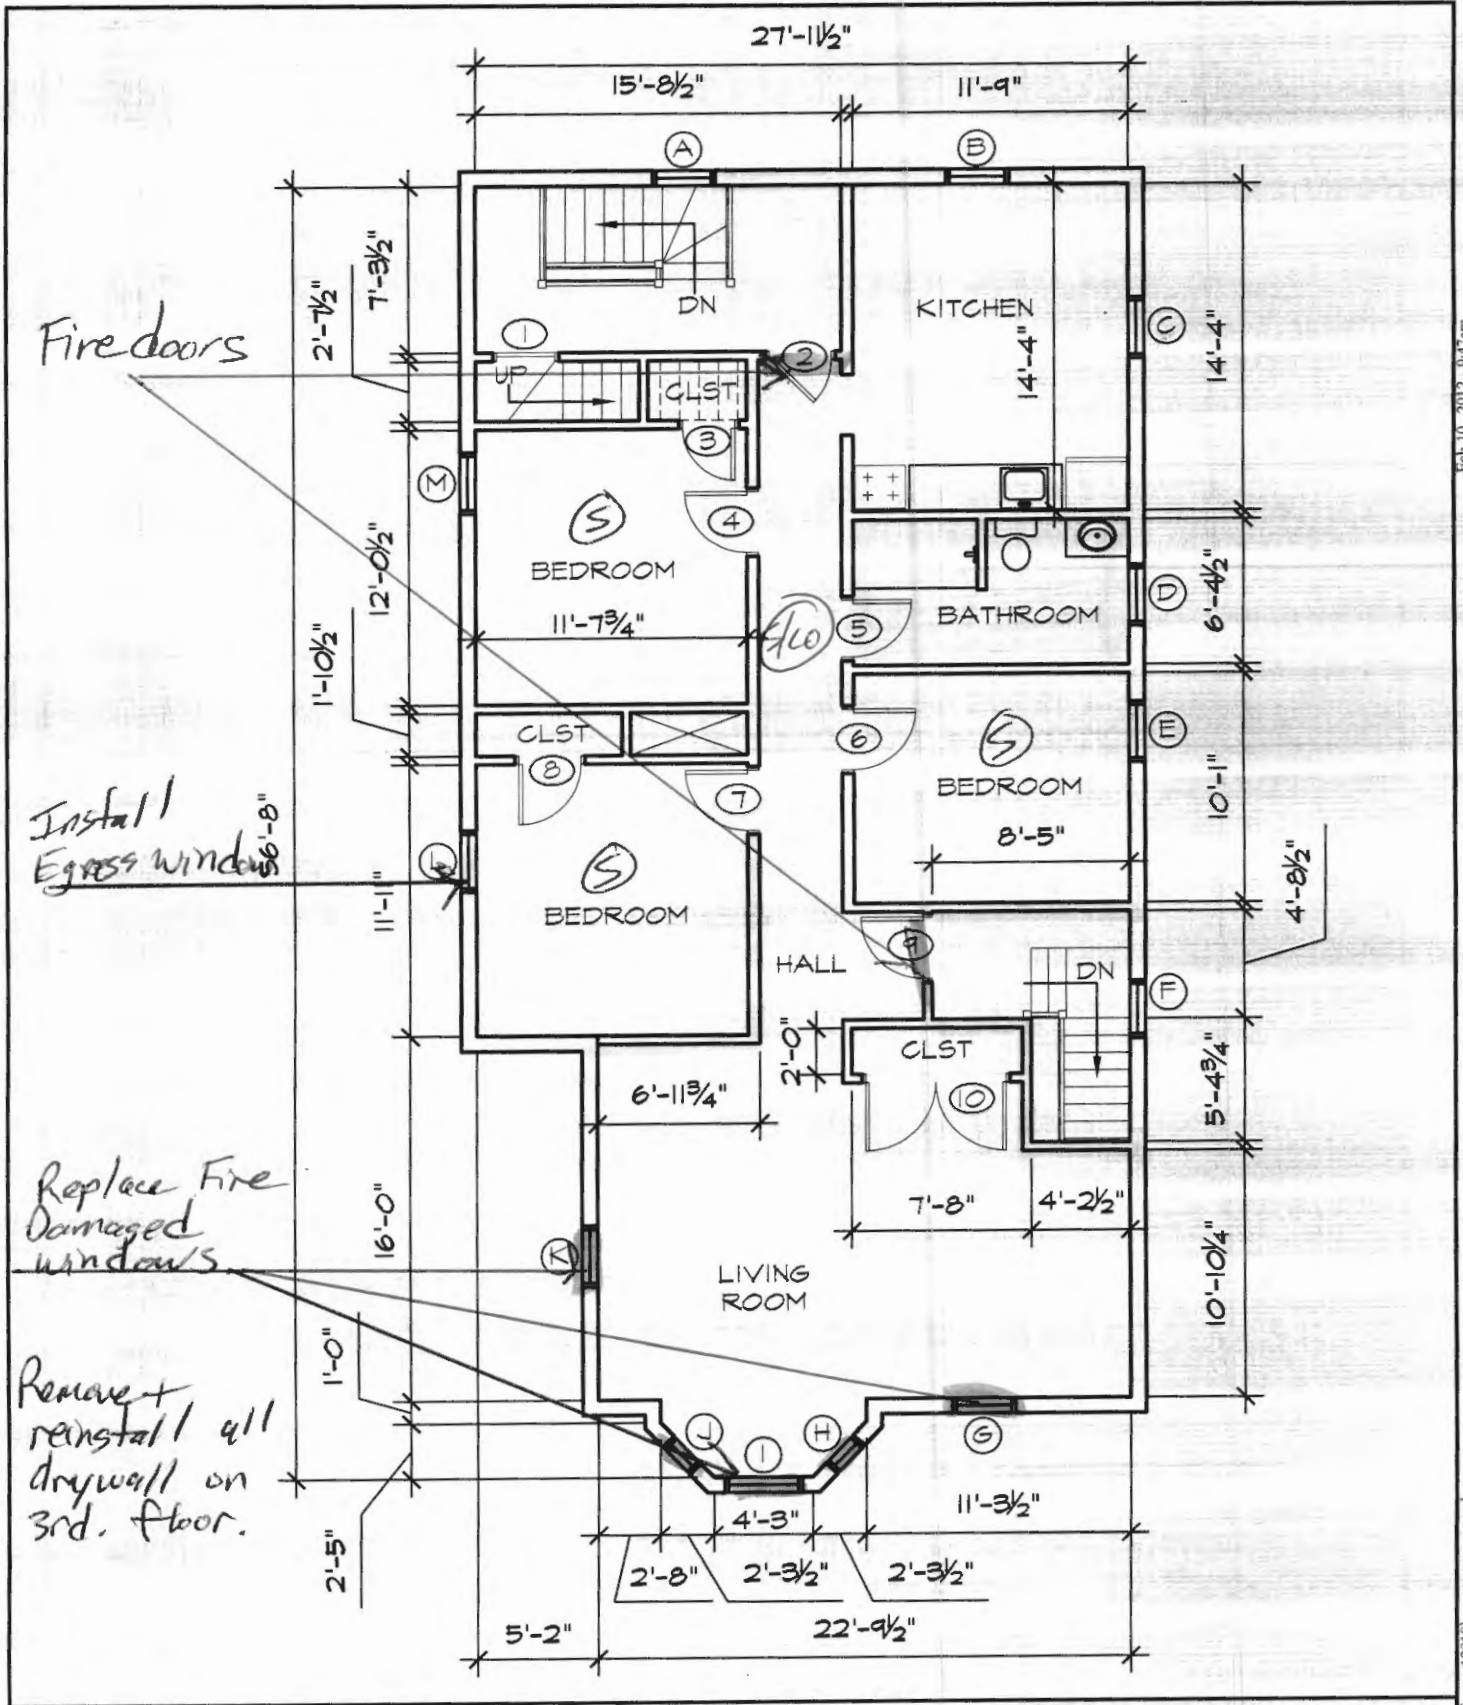 27'-11½"
15'-8½"
11'-9"
A
B
7'-3½"
2'-7½"
DN
KITCHEN
C
14'-4"
14'-4"
Fire doors
1
2
UP
CLST
3
M
S
4
BEDROOM
12'-0½"
11'-7¾"
5
BATHROOM
D
6'-4½"
1'-10½"
CLST
8
6
S
E
BEDROOM
10'-1"
7
8'-5"
Install
Egress windows
56'-8"
S
BEDROOM
11'-11"
4'-8½"
9
HALL
DN
F
2'-0"
CLST
10
5'-4¾"
6'-11¾"
Replace Fire
Damaged
windows
16'-0"
7'-8"
4'-2½"
K
LIVING
ROOM
10'-10¼"
1'-0"
Remove +
reinstall all
drywall on
3rd. floor.
J
I
H
G
2'-5"
4'-3"
11'-3½"
2'-8"
2'-3½"
2'-3½"
5'-2"
22'-9½"